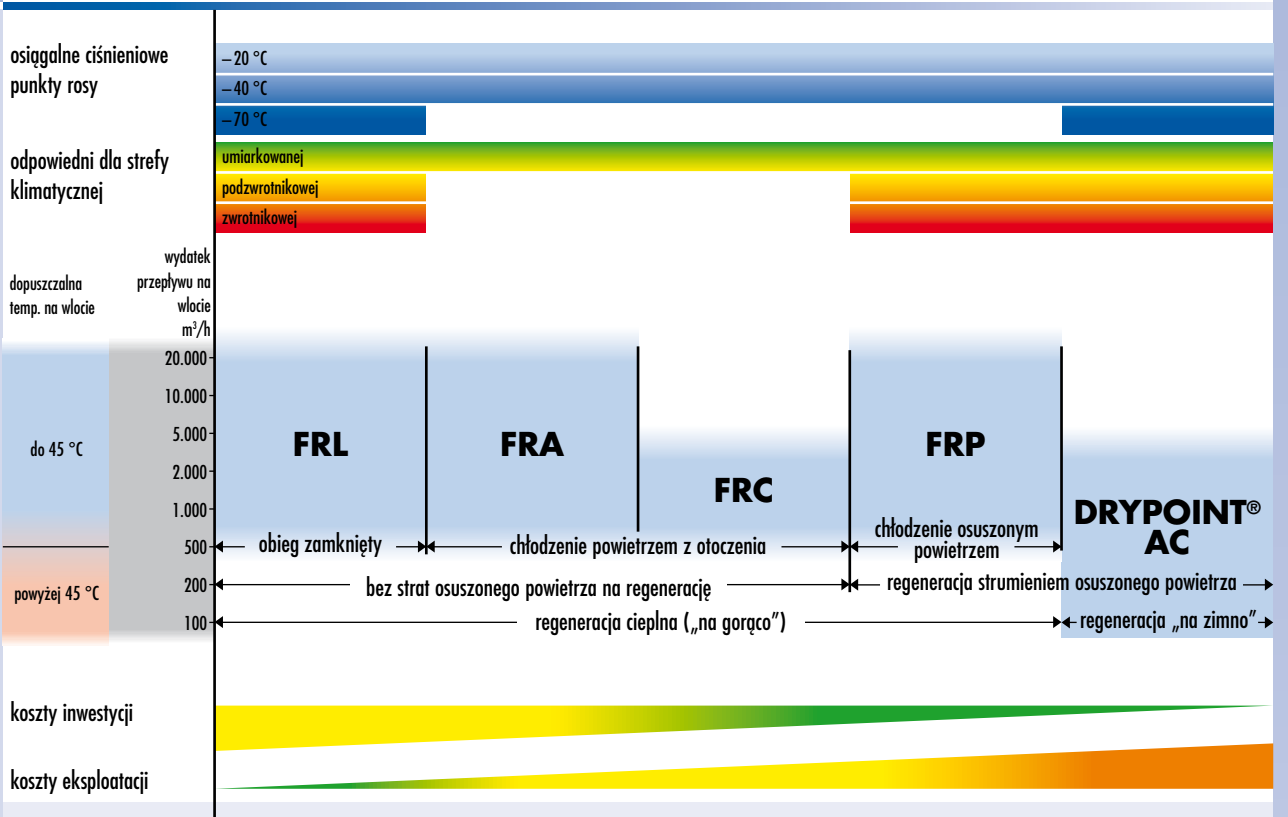 osiągalne ciśnieniowe
punkty rosy
–20 °C
–40 °C
–70 °C
odpowiedni dla strefy
klimatycznej
umiarkowanej
podzwrotnikowej
zwrotnikowej
dopuszczalna
temp. na wlocie
wydatek
przepływu na
wlocie
m³/h
20.000
10.000
5.000
2.000
1.000
500
200
100
do 45 °C
powyżej 45 °C
FRL
FRA
FRC
FRP
DRYPOINT®
AC
obieg zamknięty
chłodzenie powietrzem z otoczenia
chłodzenie osuszonym
powietrzem
bez strat osuszonego powietrza na regenerację
regeneracja strumieniem osuszonego powietrza
regeneracja cieplna („na gorąco”)
regeneracja „na zimno”
koszty inwestycji
koszty eksploatacji